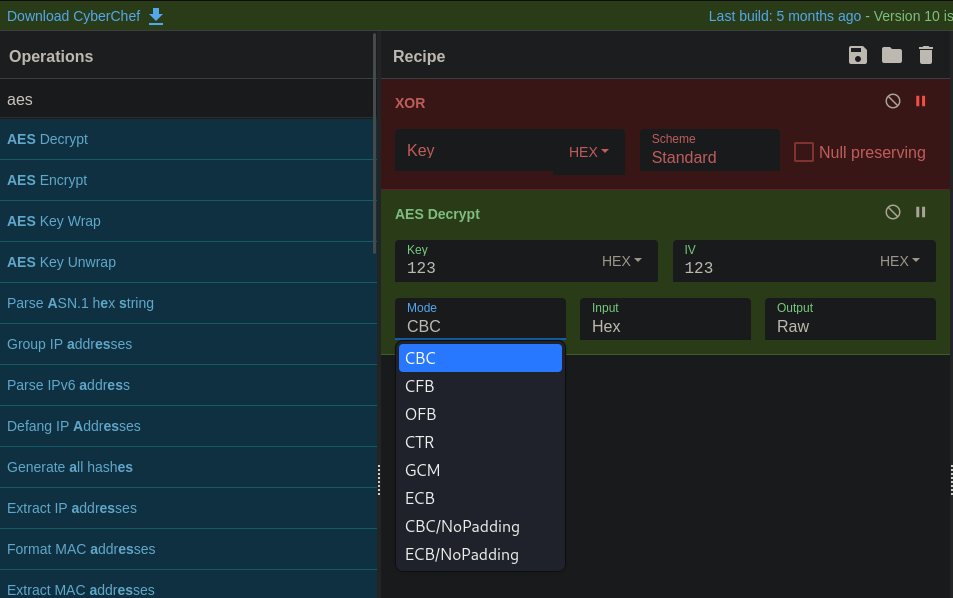 Download CyberChef
Last build: 5 months ago - Version 10 is
Operations
aes
AES Decrypt
AES Encrypt
AES Key Wrap
AES Key Unwrap
Parse ASN.1 hex string
Group IP addresses
Parse IPv6 address
Defang IP Addresses
Generate all hashes
Extract IP addresses
Format MAC addresses
Extract MAC addresses
Recipe
XOR
Key
HEX
Scheme
Standard
Null preserving
AES Decrypt
Key
123
HEX
IV
123
HEX
Mode
CBC
Input
Hex
Output
Raw
CBC
CFB
OFB
CTR
GCM
ECB
CBC/NoPadding
ECB/NoPadding